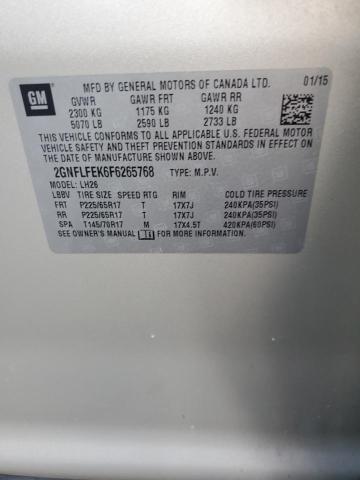 GM
MFD BY GENERAL MOTORS OF CANADA LTD. 01/15
GVWR GAWR FRT GAWR RR
2300 KG 1175 KG 1240 KG
5070 LB 2590 LB 2733 LB
THIS VEHICLE CONFORMS TO ALL APPLICABLE U.S. FEDERAL MOTOR
VEHICLE SAFETY AND THEFT PREVENTION STANDARDS IN EFFECT ON
THE DATE OF MANUFACTURE SHOWN ABOVE.
2GNFLFEK6F6265768 TYPE: M.P.V.
MODEL: LH26
LBBV TIRE SIZE SPEED RTG RIM COLD TIRE PRESSURE
FRT P225/65R17 T 17X7J 240KPA(35PSI)
RR P225/65R17 T 17X7J 240KPA(35PSI)
SPA T145/70R17 M 17X4.5T 420KPA(60PSI)
SEE OWNER'S MANUAL FOR MORE INFORMATION.